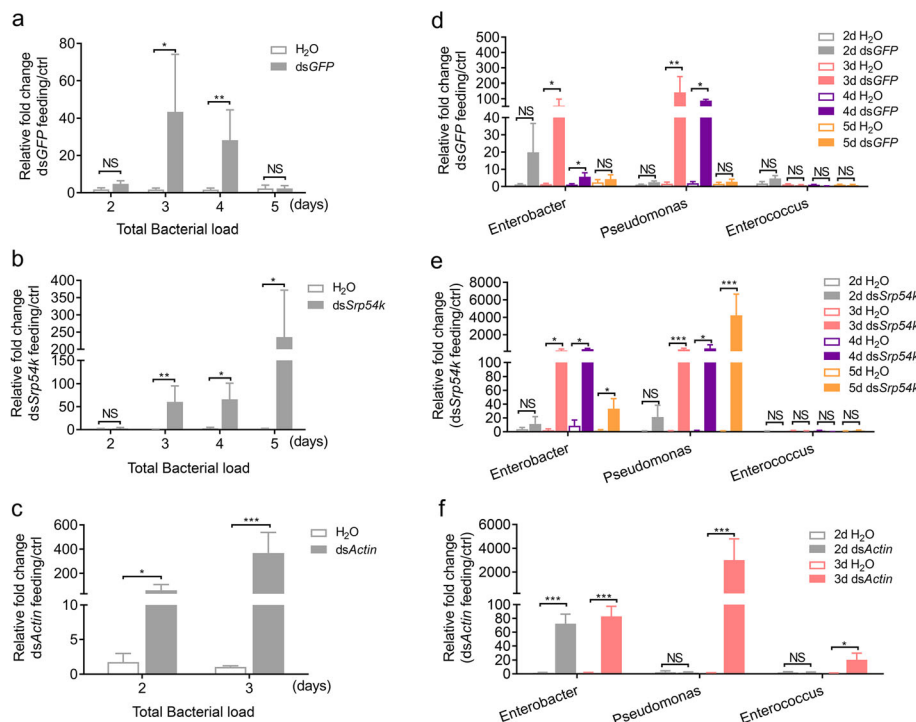 a
Relative fold change
dsGFP feeding/ctrl
80
60
40
20
0
NS
*
**
NS
H2O
dsGFP
2 3 4 5 (days)
Total Bacterial load
b
Relative fold change
dsSrp54k feeding/ctrl
400
350
300
250
200
150
100
50
0
NS
**
*
*
H2O
dsSrp54k
2 3 4 5 (days)
Total Bacterial load
c
Relative fold change
dsActin feeding/ctrl
600
400
200
10
5
0
*
***
H2O
dsActin
2 3 (days)
Total Bacterial load
d
Relative fold change
dsGFP feeding/ctrl
500
400
300
200
100
60
40
20
0
NS
*
*
NS
NS
**
*
NS
NS
NS
NS
NS
2d H2O
2d dsGFP
3d H2O
3d dsGFP
4d H2O
4d dsGFP
5d H2O
5d dsGFP
Enterobacter
Pseudomonas
Enterococcus
e
Relative fold change
(dsSrp54k feeding/ctrl)
8000
6000
4000
2000
100
80
60
40
20
0
NS
*
*
*
NS
***
*
***
NS
NS
NS
NS
2d H2O
2d dsSrp54k
3d H2O
3d dsSrp54k
4d H2O
4d dsSrp54k
5d H2O
5d dsSrp54k
Enterobacter
Pseudomonas
Enterococcus
f
Relative fold change
(dsActin feeding/ctrl)
6000
4000
2000
100
80
60
40
20
0
***
***
NS
***
NS
*
2d H2O
2d dsActin
3d H2O
3d dsActin
Enterobacter
Pseudomonas
Enterococcus